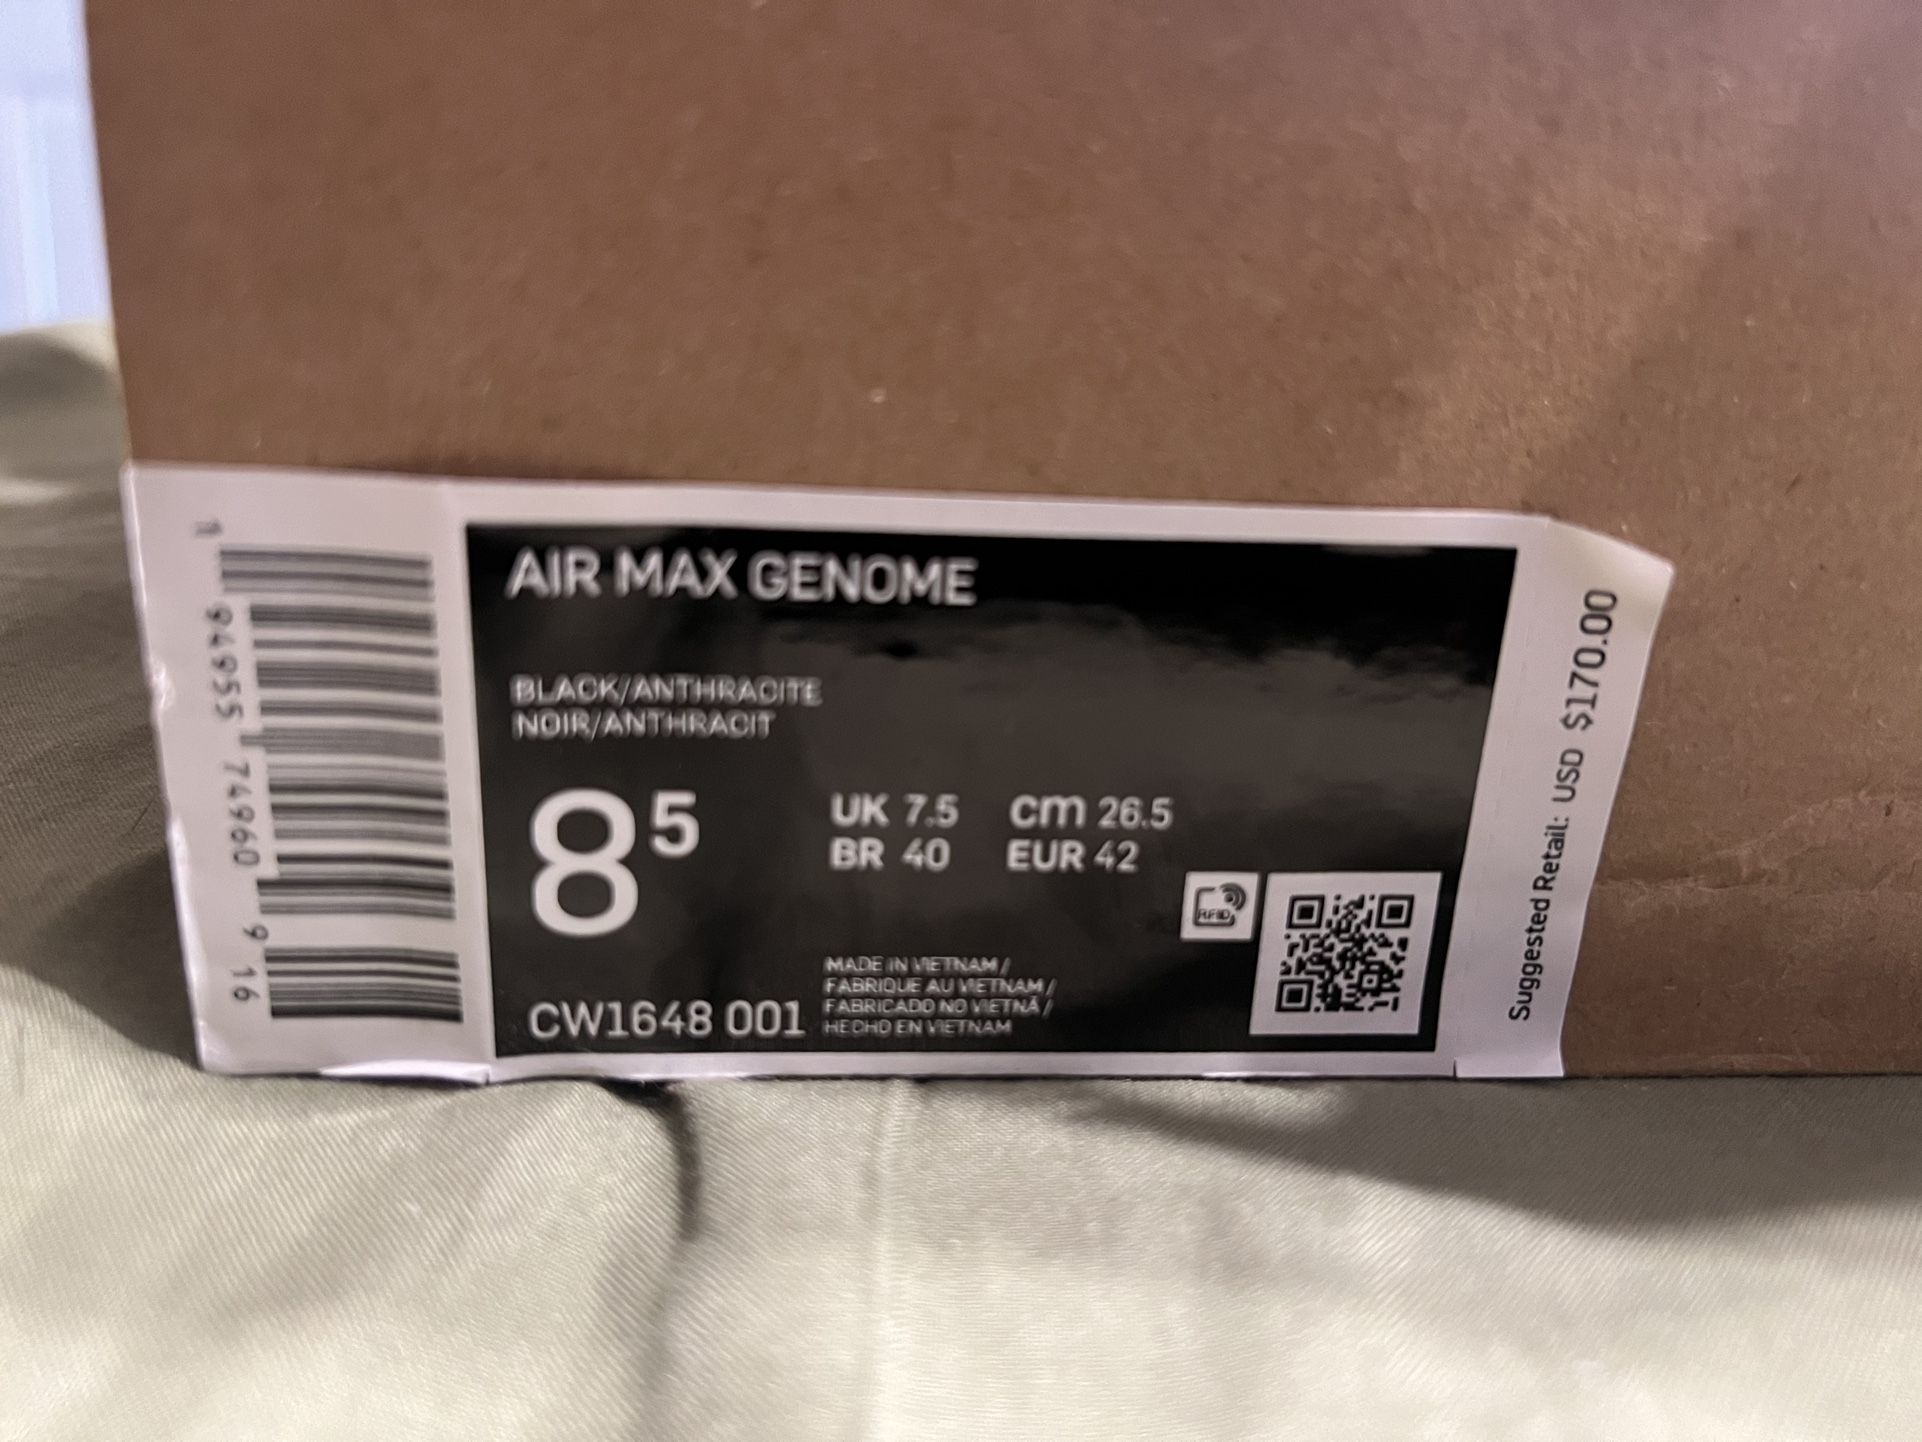 AIR MAX GENOME
BLACK/ANTHRACITE
NOIR/ANTHRACIT
8 5
UK 7.5 cm 26.5
BR 40 EUR 42
RFID
CW1648 001
MADE IN VIETNAM /
FABRIQUE AU VIETNAM /
FABRICADO NO VIETNÃ /
HECHO EN VIETNAM
1 94955 74960 9 16
Suggested Retail: USD $170.00